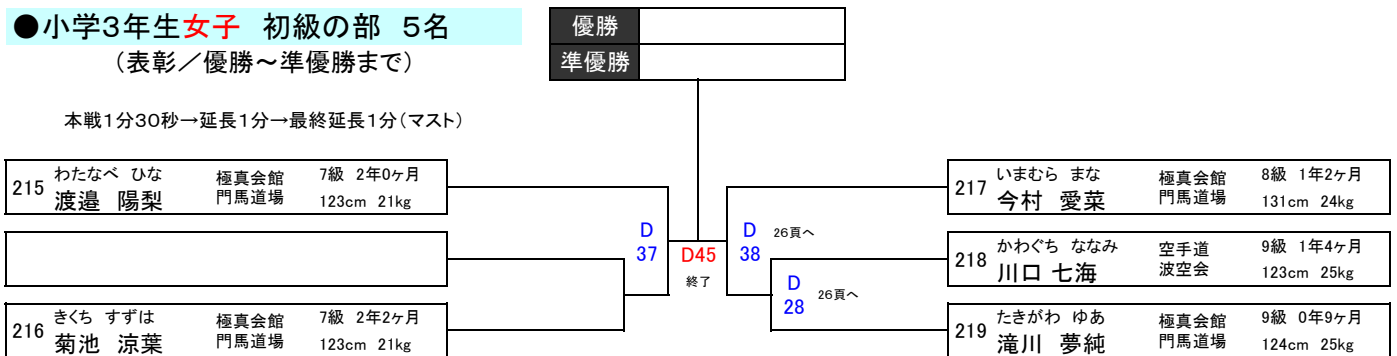 ●小学3年生女子 初級の部 5名
(表彰/優勝~準優勝まで)
優勝
準優勝
本戦1分30秒→延長1分→最終延長1分(マスト)
215 わたなべ ひな 渡邉 陽梨 極真会館 門馬道場 7級 2年0ヶ月 123cm 21kg
216 きくち すずは 菊池 涼葉 極真会館 門馬道場 7級 2年2ヶ月 123cm 21kg
D 37
D45
終了
D 38 26頁へ
D 28 26頁へ
217 いまむら まな 今村 愛菜 極真会館 門馬道場 8級 1年2ヶ月 131cm 24kg
218 かわぐち ななみ 川口 七海 空手道 波空会 9級 1年4ヶ月 123cm 25kg
219 たきがわ ゆあ 滝川 夢純 極真会館 門馬道場 9級 0年9ヶ月 124cm 25kg